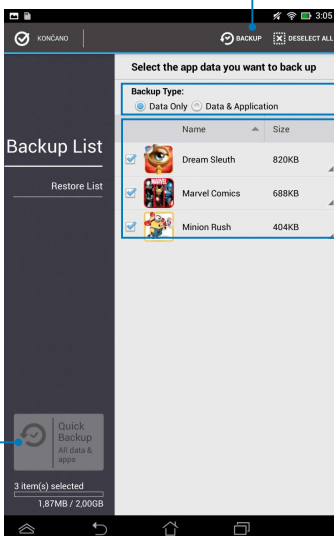 3:05
KONČANO
BACKUP
DESELECT ALL
Select the app data you want to back up
Backup Type:
Data Only Data & Application
Name Size
Backup List
Restore List
Dream Sleuth 820KB
Marvel Comics 688KB
Minion Rush 404KB
Quick
Backup
All data &
apps
3 item(s) selected
1,87MB / 2,00GB